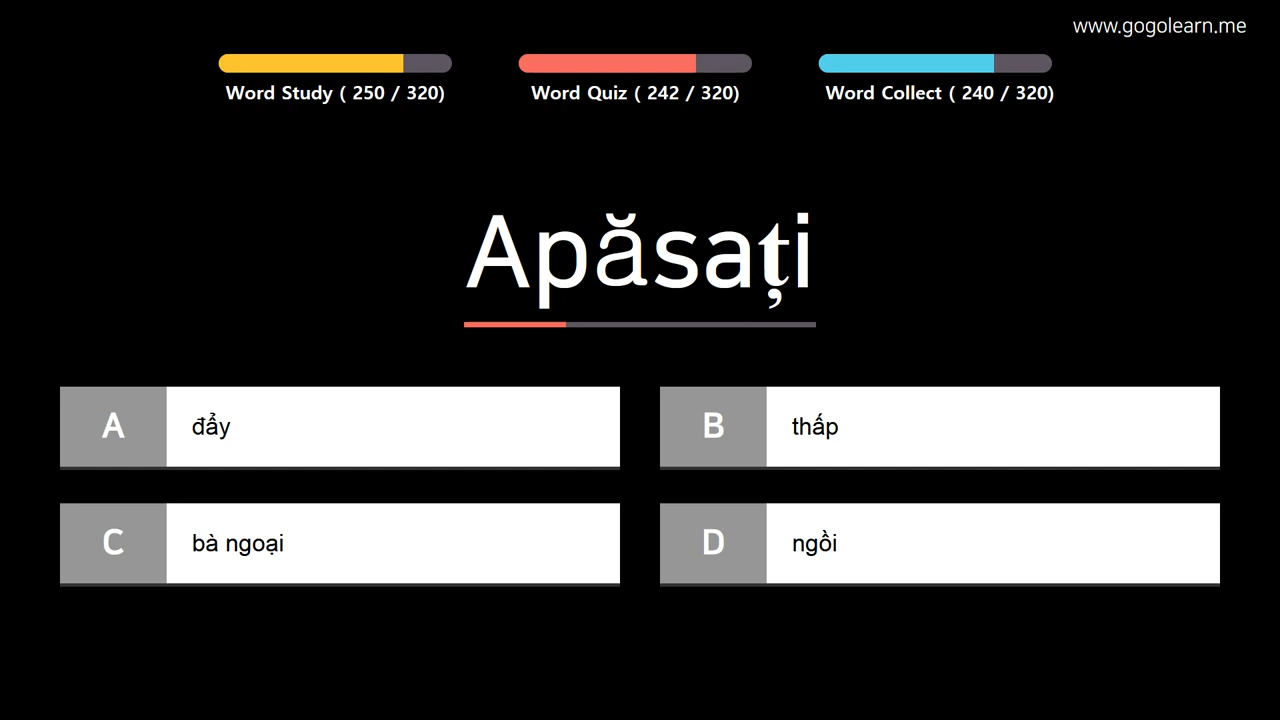 www.gogolearn.me
Word Study ( 250 / 320)
Word Quiz ( 242 / 320)
Word Collect ( 240 / 320)
Apăsați
A
đẩy
B
thấp
C
bà ngoại
D
ngồi